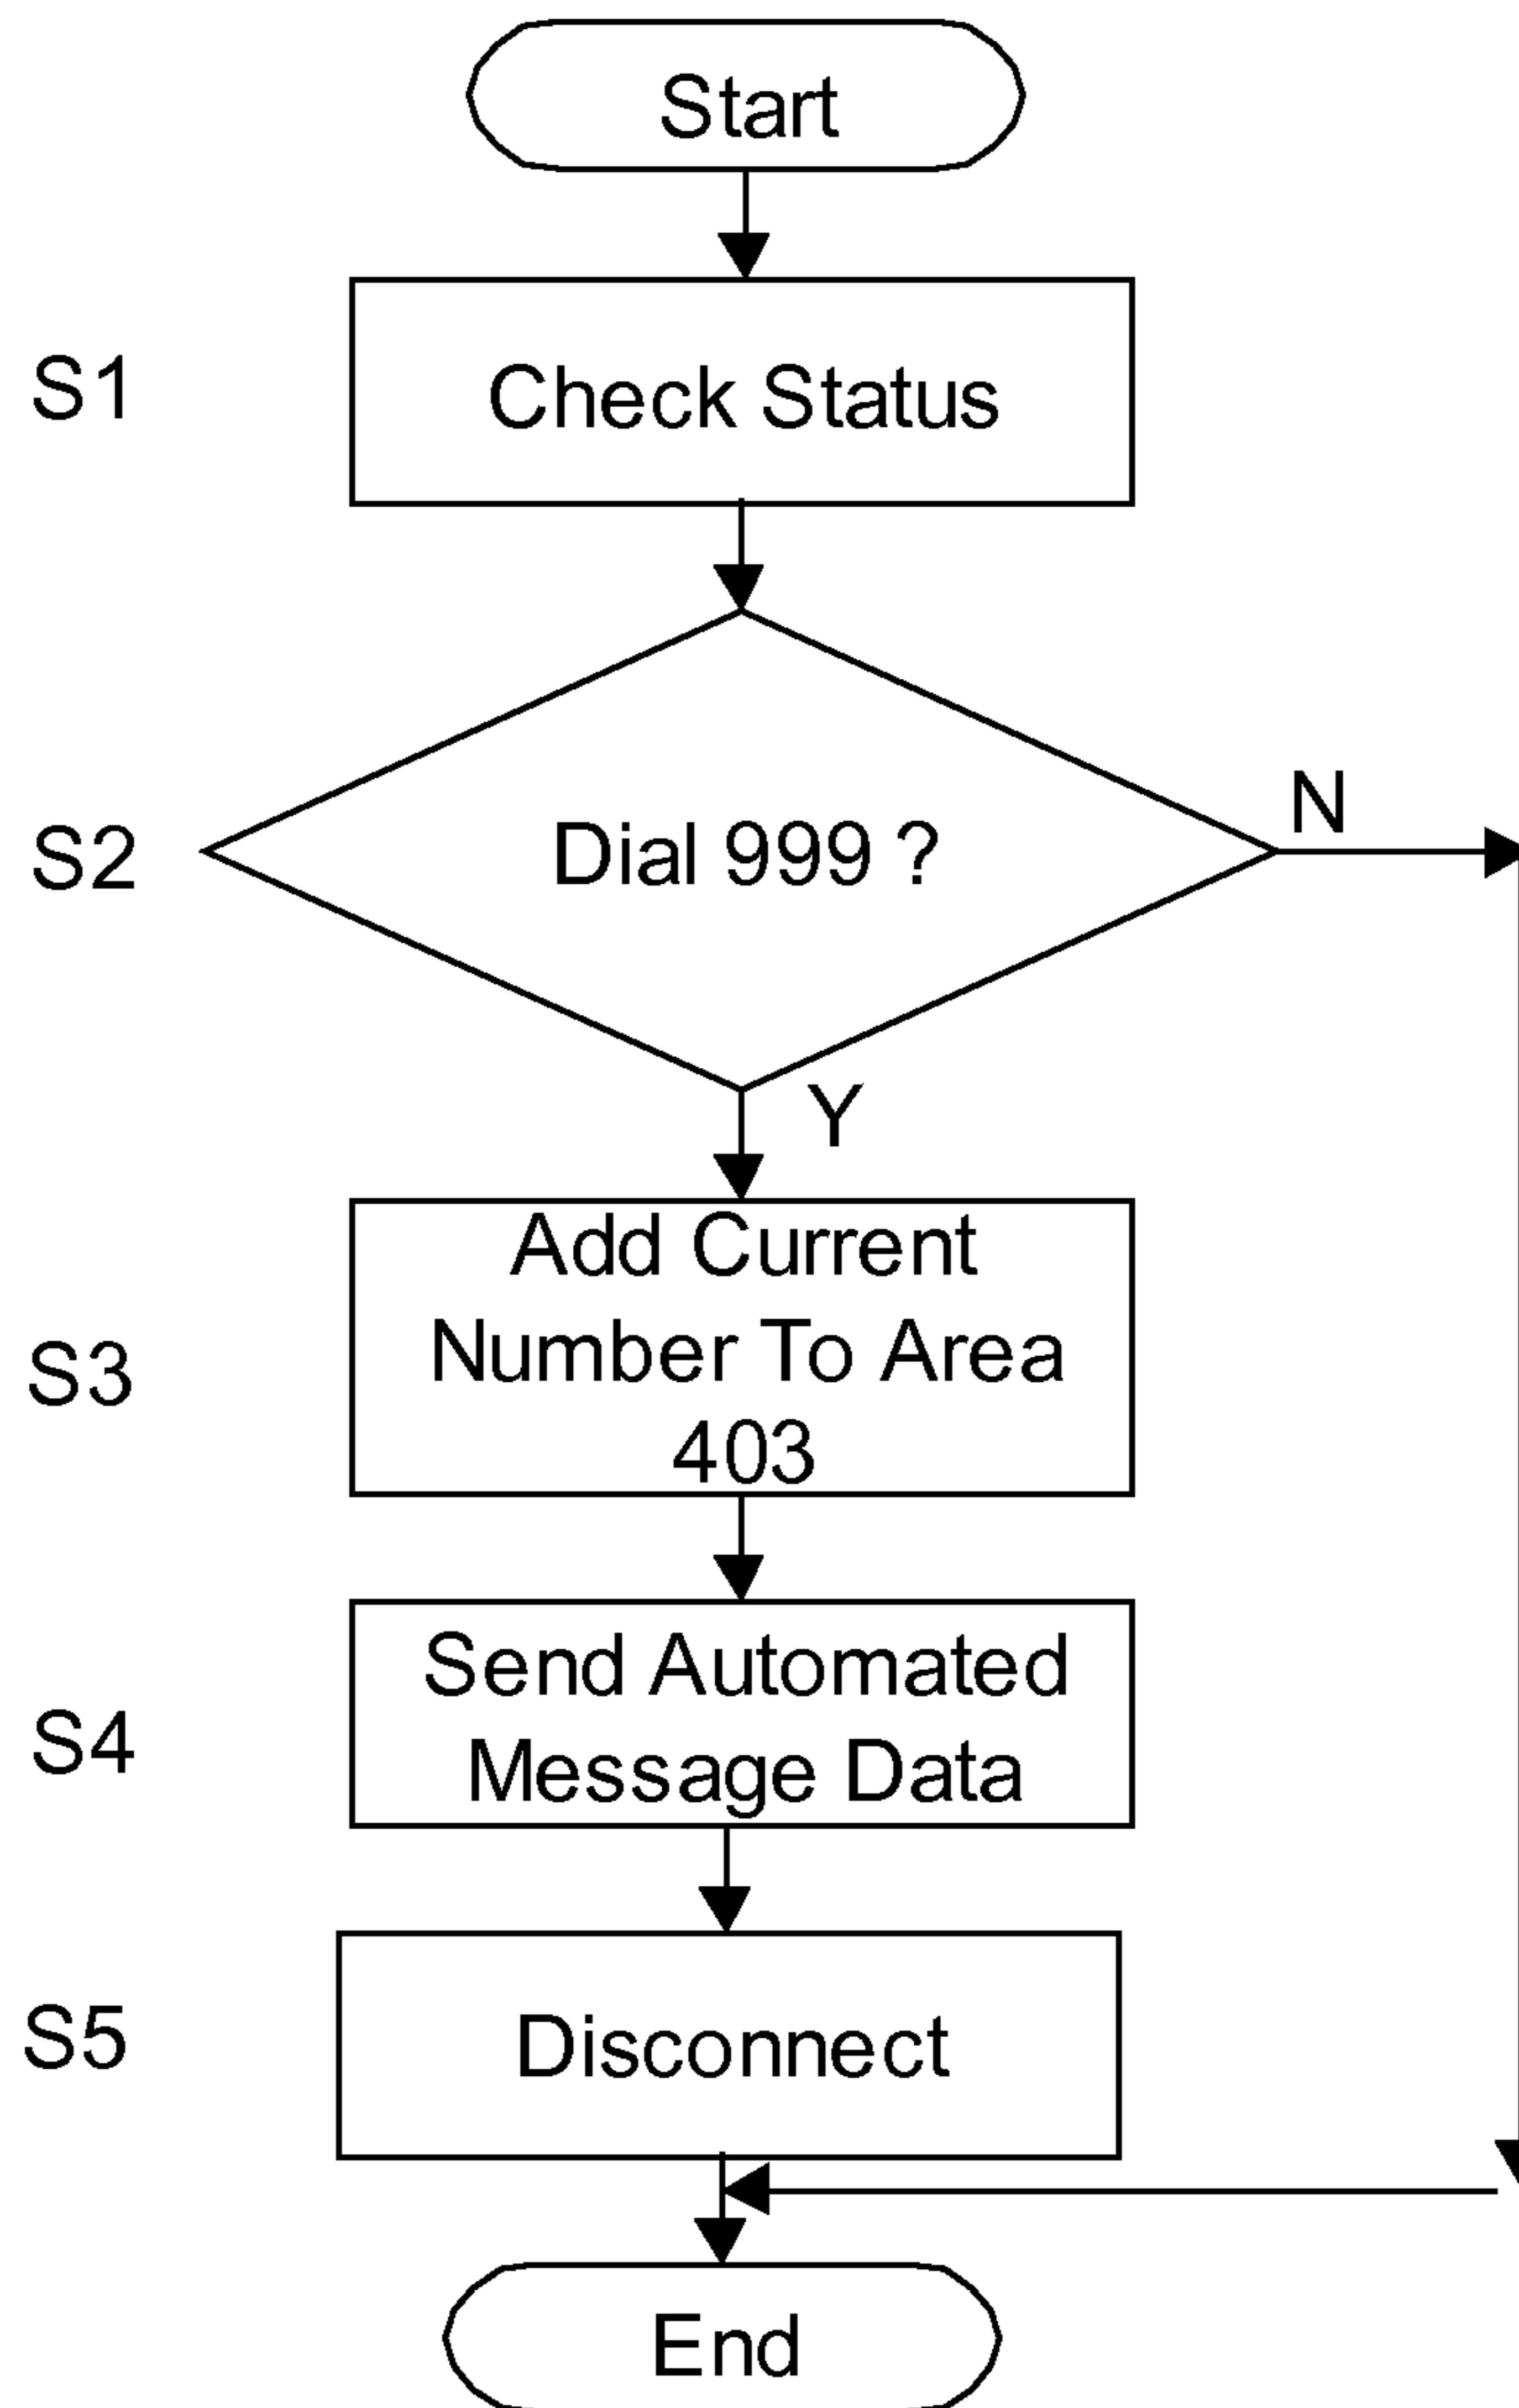 Start
S1
Check Status
S2
Dial 999 ?
N
Y
S3
Add Current
Number To Area
403
S4
Send Automated
Message Data
S5
Disconnect
End